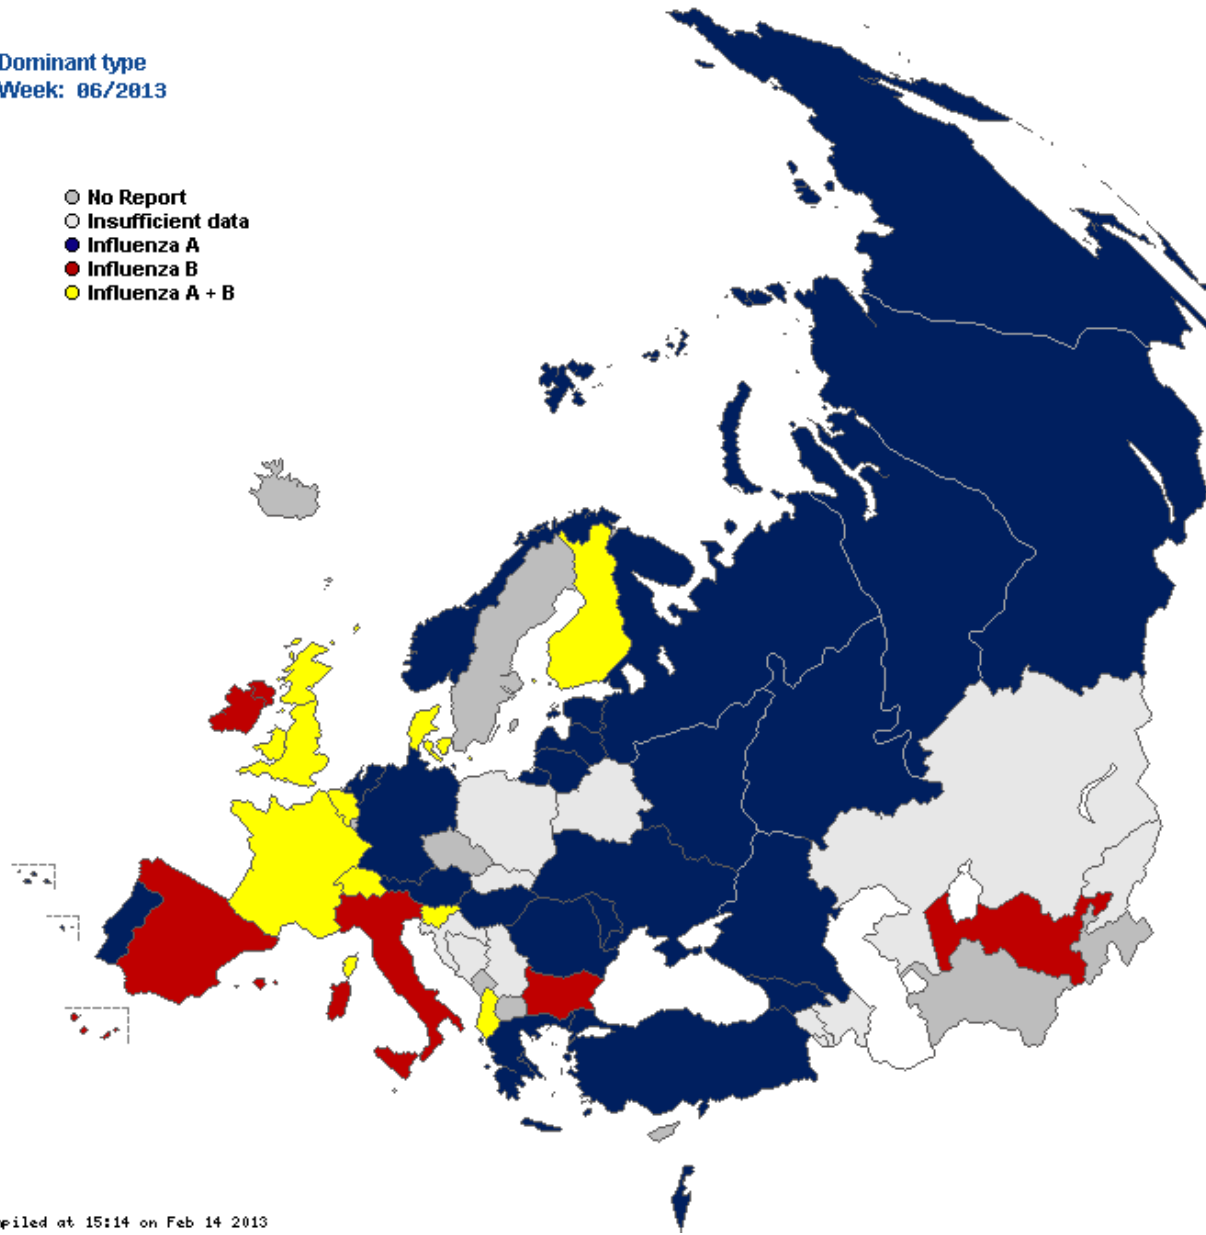 Dominant type
Week: 06/2013
No Report
Insufficient data
Influenza A
Influenza B
Influenza A + B
piled at 15:14 on Feb 14 2013